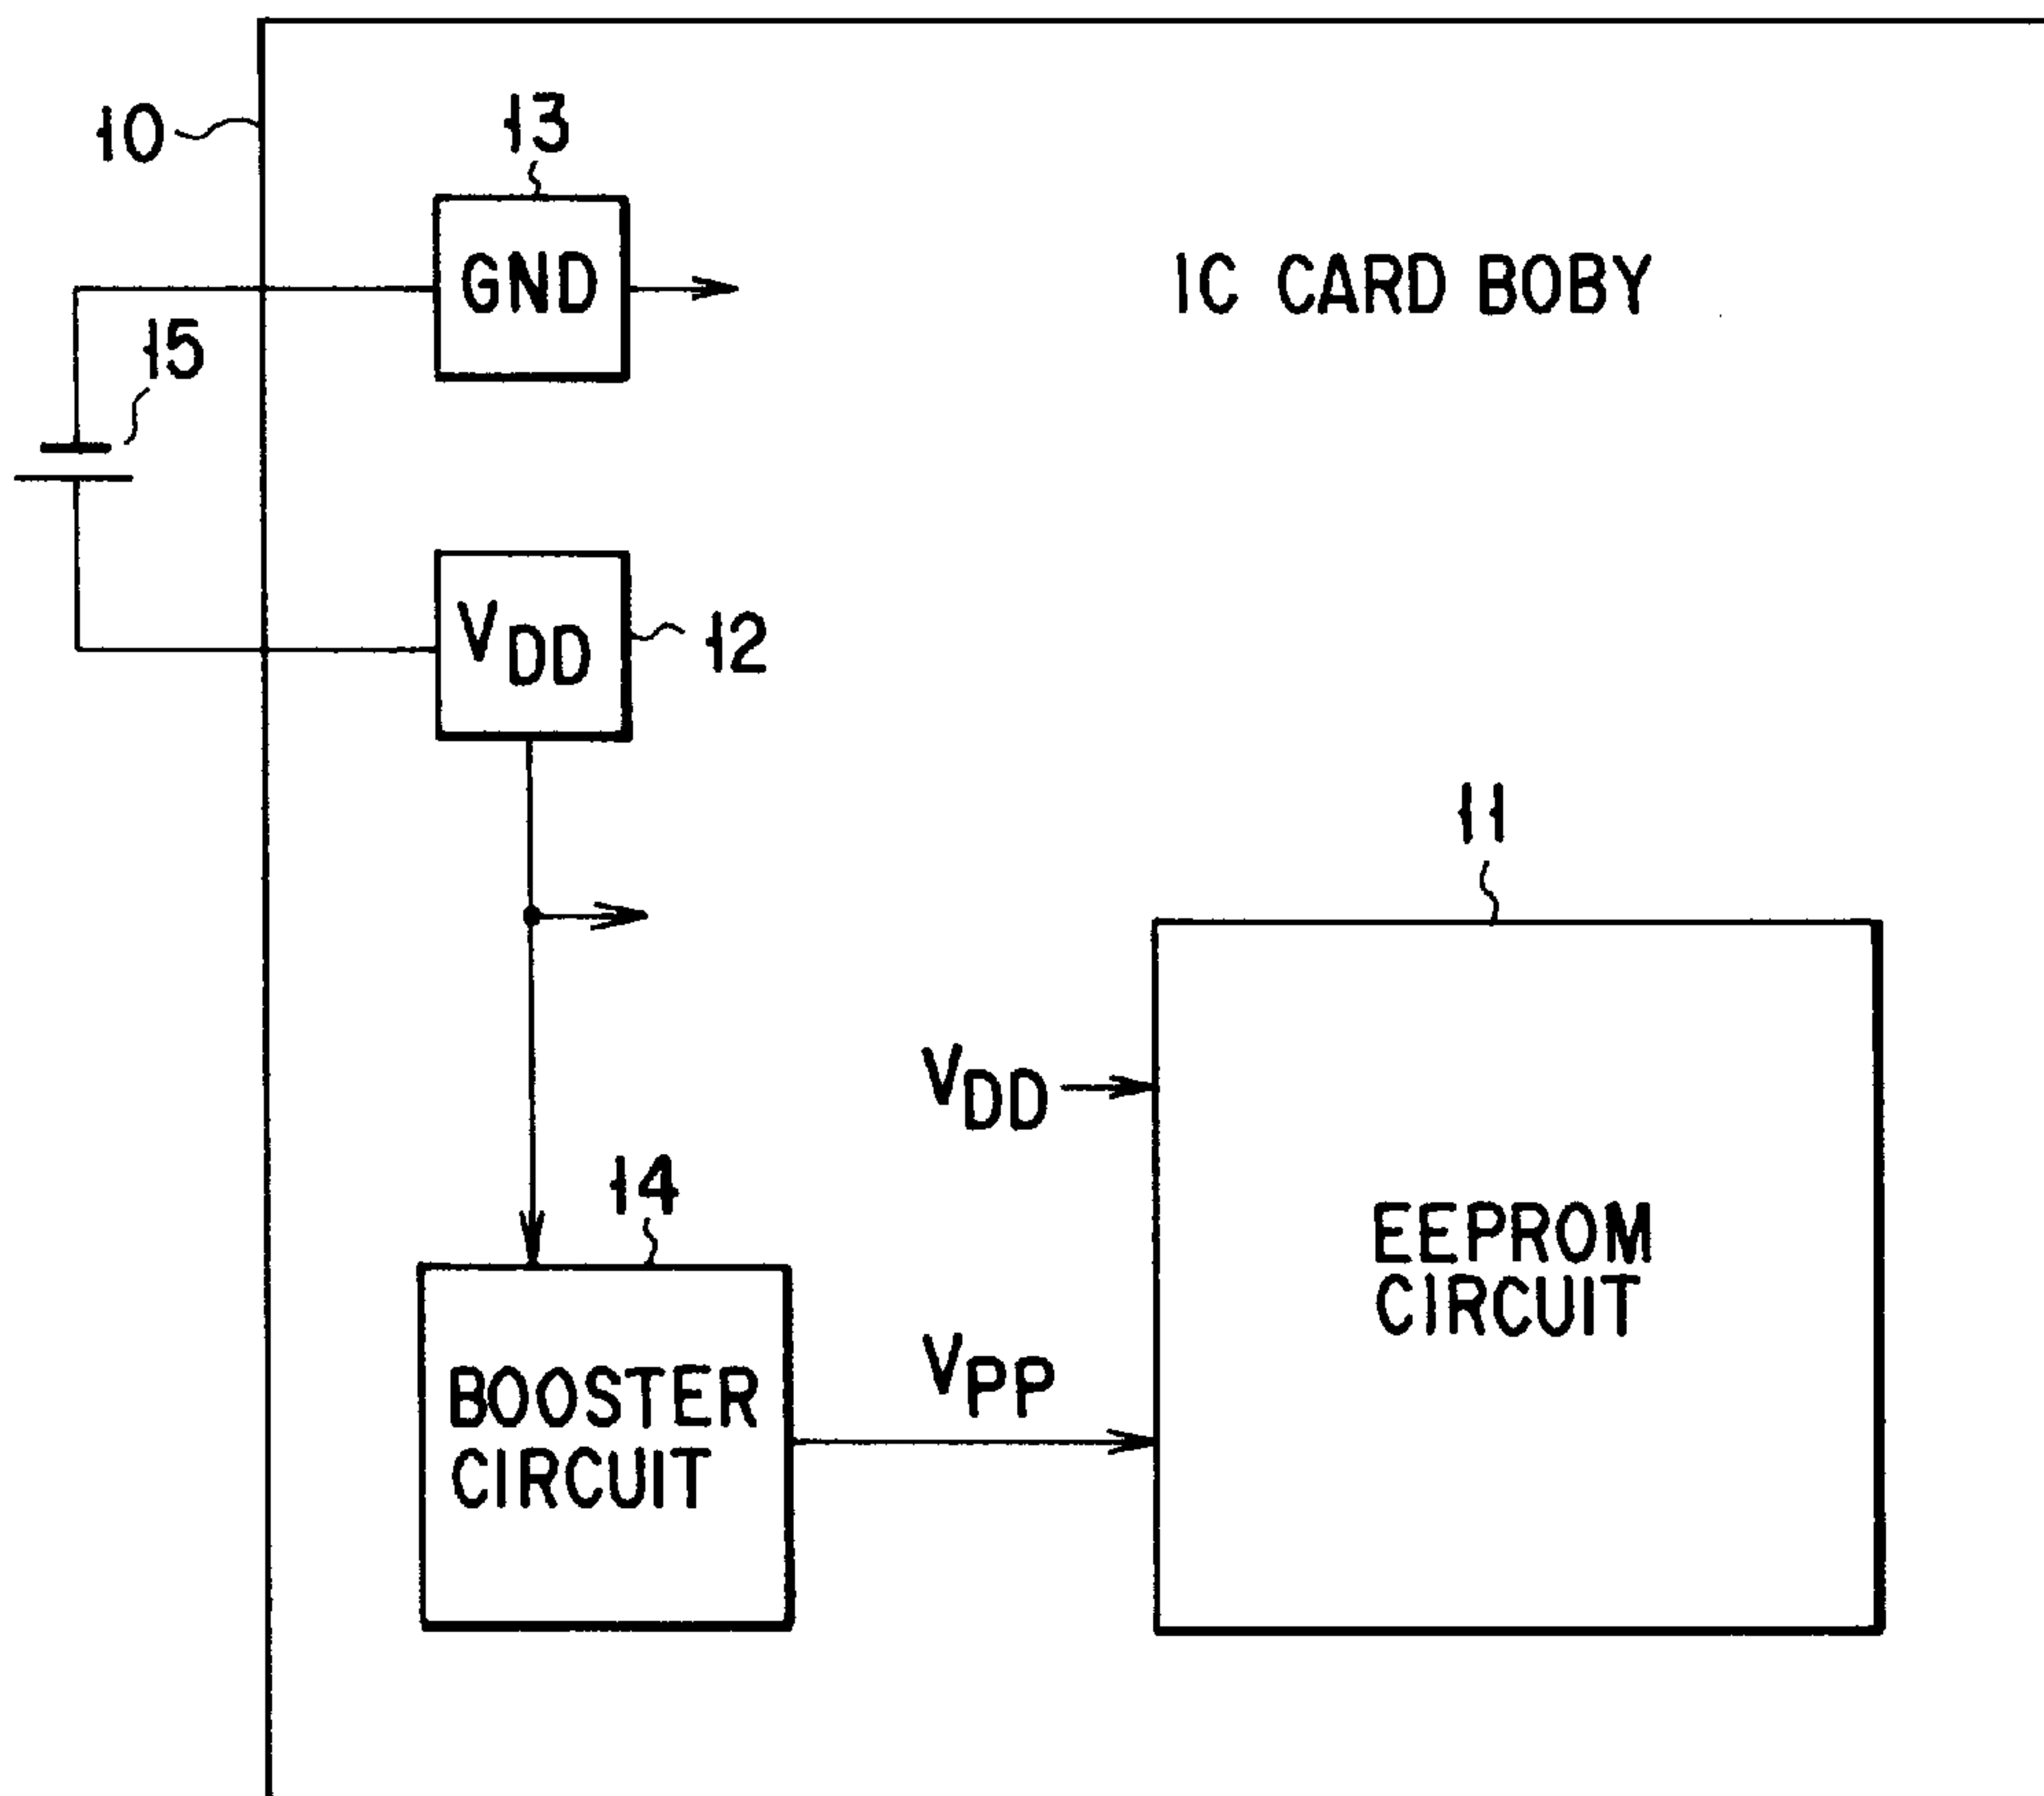 10
13
GND
IC CARD BOBY
15
VDD
12
11
VDD
14
EEPROM
CIRCUIT
VPP
BOOSTER
CIRCUIT